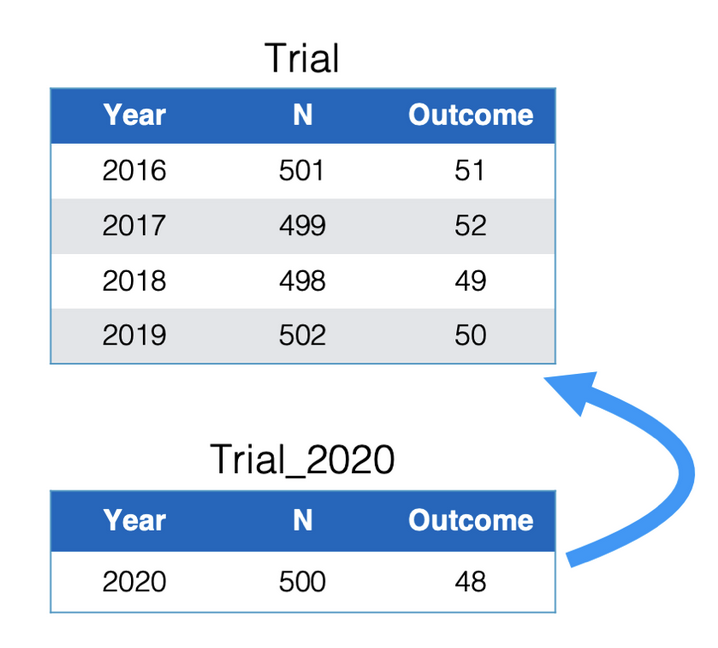 Trial
Year N Outcome
2016 501 51
2017 499 52
2018 498 49
2019 502 50
Trial_2020
Year N Outcome
2020 500 48